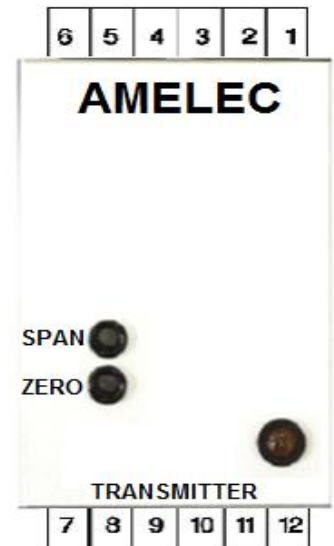 6 5 4 3 2 1
AMELEC
SPAN
ZERO
TRANSMITTER
7 8 9 10 11 12